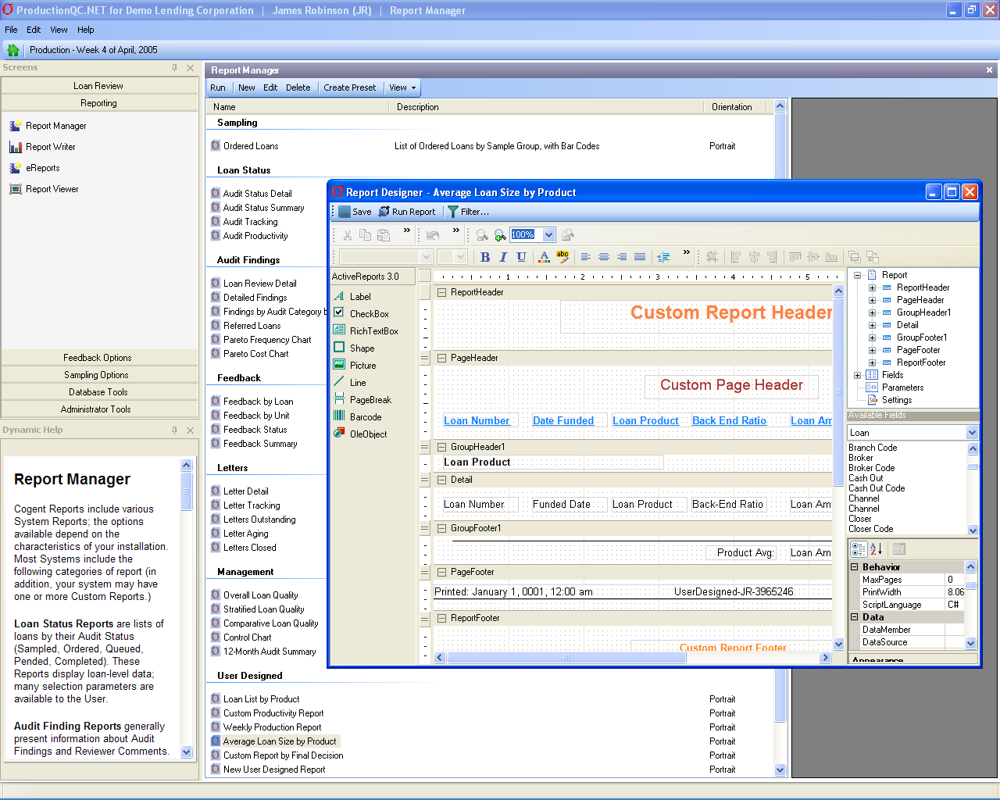 ProductionQC.NET for Demo Lending Corporation | James Robinson (JR) | Report Manager
File Edit View Help
Production - Week 4 of April, 2005
Screens
Loan Review
Reporting
Report Manager
Report Writer
eReports
Report Viewer
Feedback Options
Sampling Options
Database Tools
Administrator Tools
Dynamic Help
Report Manager
Cogent Reports include various
System Reports; the options
available depend on the
characteristics of your installation.
Most Systems include the
following categories of report (in
addition, your system may have
one or more Custom Reports.)
Loan Status Reports are lists of
loans by their Audit Status
(Sampled, Ordered, Queued,
Pended, Completed). These
Reports display loan-level data;
many selection parameters are
available to the User.
Audit Finding Reports generally
present information about Audit
Findings and Reviewer Comments.
Report Manager
Run New Edit Delete Create Preset View
Name Description Orientation
Sampling
Ordered Loans List of Ordered Loans by Sample Group, with Bar Codes Portrait
Loan Status
Audit Status Detail
Audit Status Summary
Audit Tracking
Audit Productivity
Audit Findings
Loan Review Detail
Detailed Findings
Findings by Audit Category
Referred Loans
Pareto Frequency Chart
Pareto Cost Chart
Feedback
Feedback by Loan
Feedback by Unit
Feedback Status
Feedback Summary
Letters
Letter Detail
Letter Tracking
Letters Outstanding
Letter Aging
Letters Closed
Management
Overall Loan Quality
Stratified Loan Quality
Comparative Loan Quality
Control Chart
12-Month Audit Summary
User Designed
Loan List by Product Portrait
Custom Productivity Report Portrait
Weekly Production Report Portrait
Average Loan Size by Product Portrait
Custom Report by Final Decision Portrait
New User Designed Report Portrait
Report Designer - Average Loan Size by Product
Save Run Report Filter...
100%
B I U A abc
ActiveReports 3.0
Label
CheckBox
RichTextBox
Shape
Picture
Line
PageBreak
Barcode
OleObject
1 2 3 4 5
ReportHeader
Custom Report Header
PageHeader
Custom Page Header
Loan Number Date Funded Loan Product Back End Ratio Loan Am
GroupHeader1
Loan Product
Detail
Loan Number Funded Date Loan Product Back-End Ratio Loan Am
GroupFooter1
Product Avg: Loan Am
PageFooter
Printed: January 1, 0001, 12:00 am UserDesigned-JR-3965246
ReportFooter
Custom Report Footer
Report
ReportHeader
PageHeader
GroupHeader1
Detail
GroupFooter1
PageFooter
ReportFooter
Fields
Parameters
Settings
Available Fields
Loan
Branch Code
Broker
Broker Code
Cash Out
Cash Out Code
Channel
Channel
Closer
Closer Code
Behavior
MaxPages 0
PrintWidth 8.06
ScriptLanguage C#
Data
DataMember
DataSource
Appearance